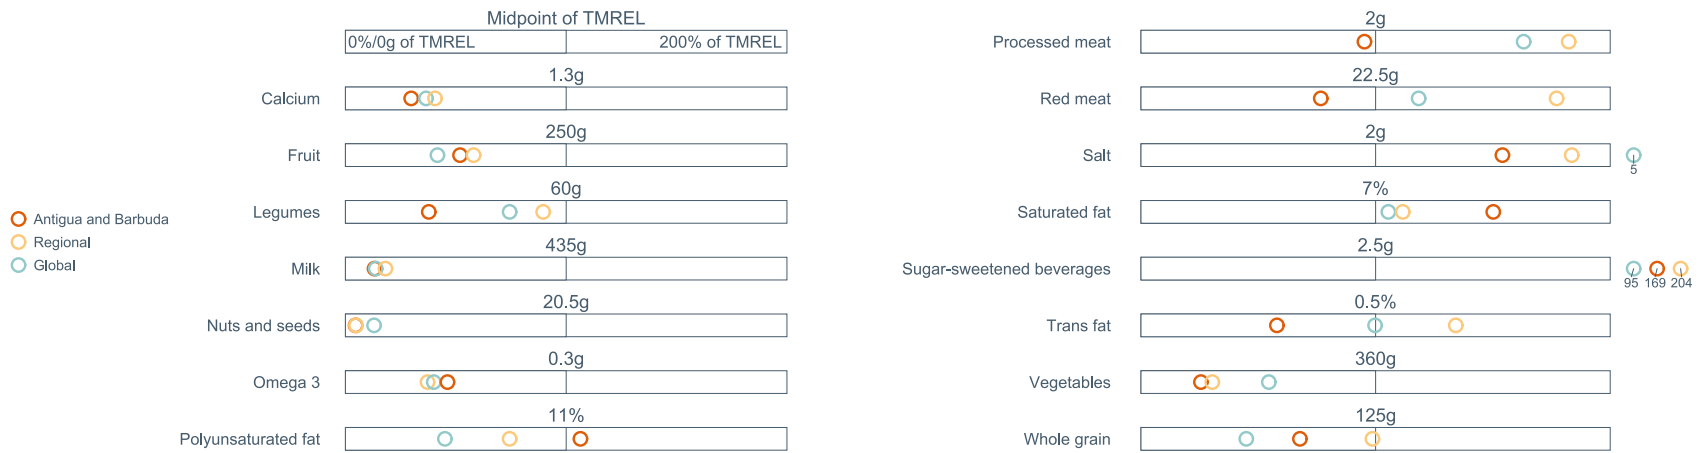 Midpoint of TMREL
0%/0g of TMREL
200% of TMREL
1.3g
Calcium
250g
Fruit
60g
Legumes
435g
Milk
20.5g
Nuts and seeds
0.3g
Omega 3
11%
Polyunsaturated fat
Antigua and Barbuda
Regional
Global
2g
Processed meat
22.5g
Red meat
2g
Salt
5
7%
Saturated fat
2.5g
Sugar-sweetened beverages
95 169 204
0.5%
Trans fat
360g
Vegetables
125g
Whole grain